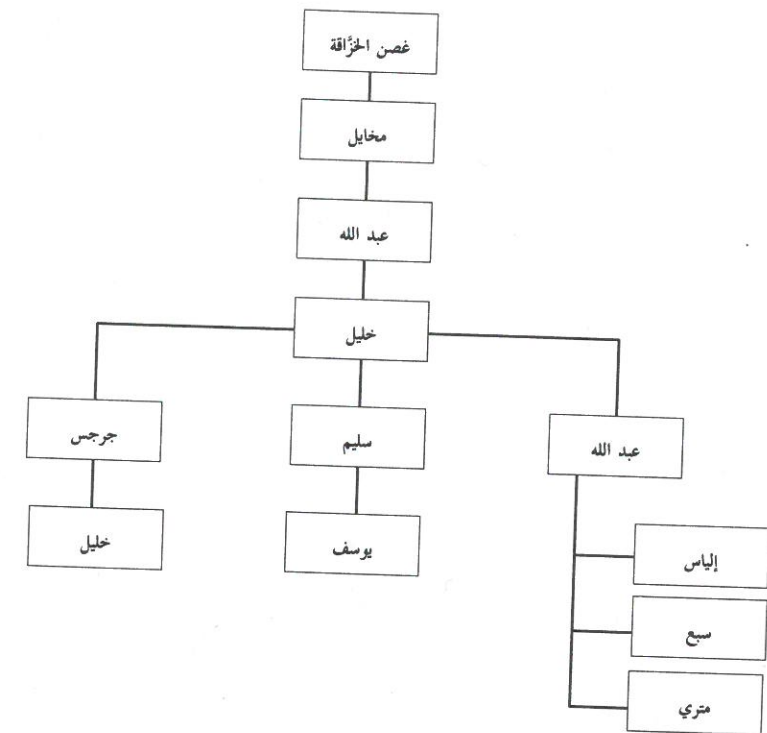 غصن الخزَّاقة
مخايل
عبد الله
خليل
عبد الله
سليم
جرجس
إلياس
سبع
متري
يوسف
خليل